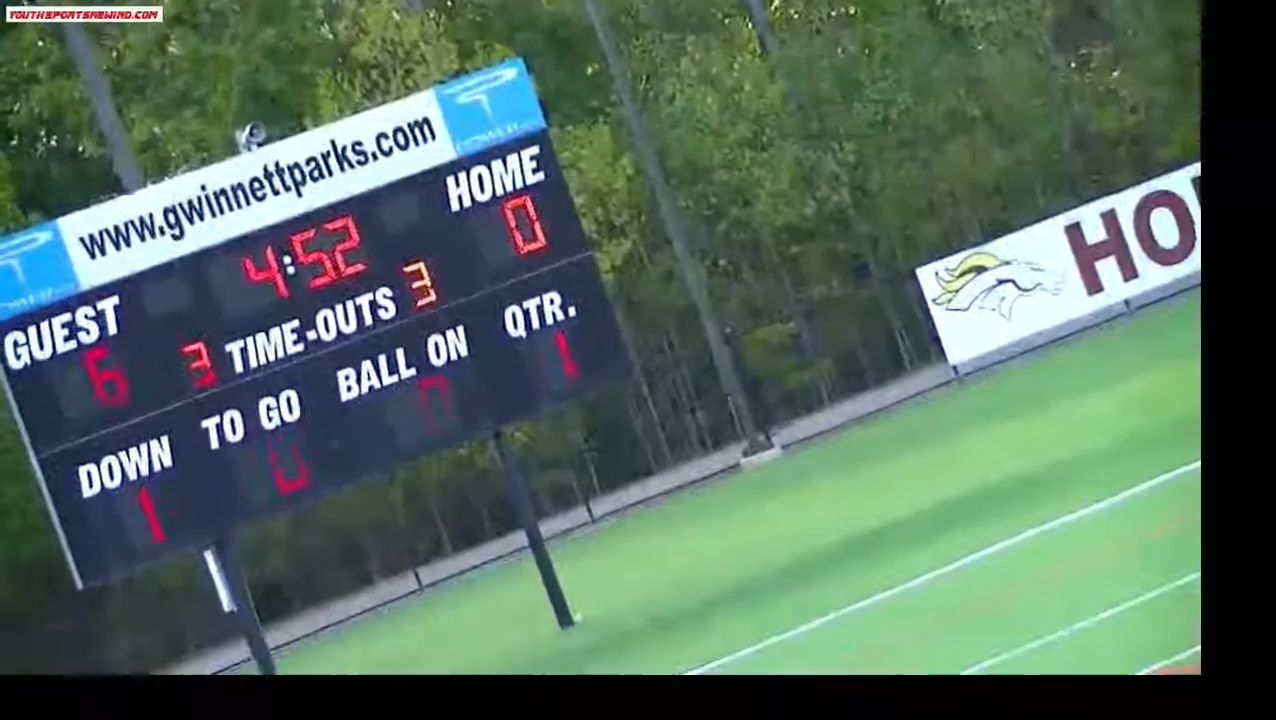 YOUTHSPORTSREWIND.COM
www.gwinnettparks.com
HOME
4:52
0
GUEST
6
3 TIME-OUTS 3
DOWN TO GO BALL ON QTR.
1 0 0 1
HO